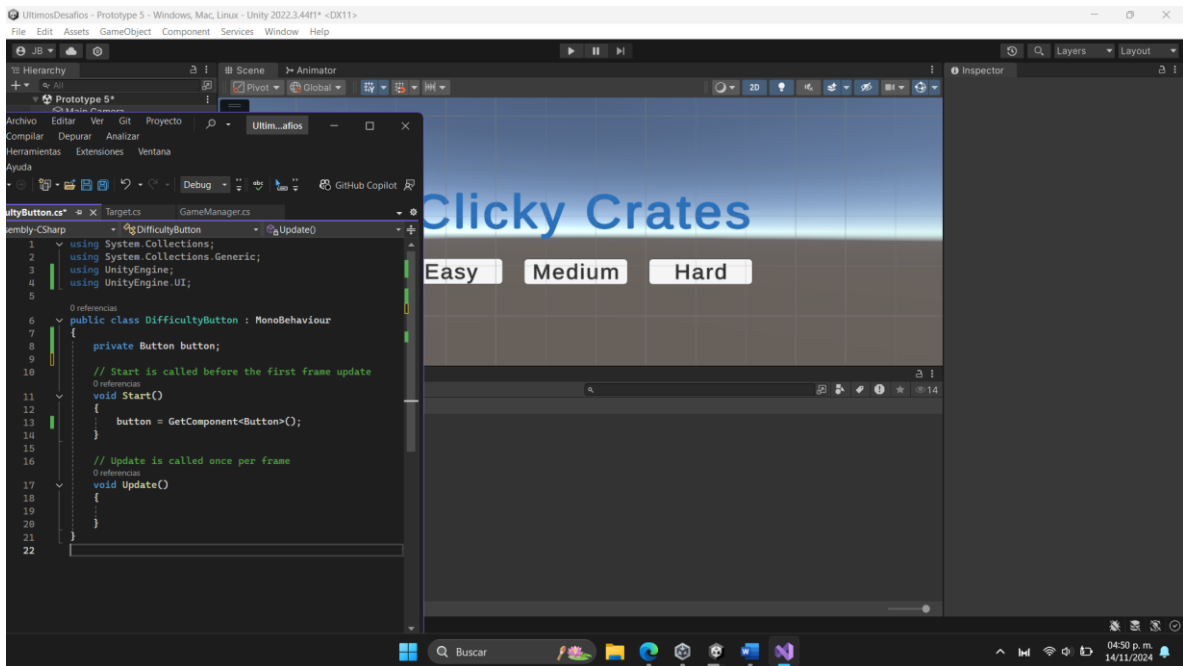 UltimosDesafios - Prototype 5 - Windows, Mac, Linux - Unity 2022.3.44f1* <DX11>
File Edit Assets GameObject Component Services Window Help
JB
Layers Layout
Hierarchy Scene Animator Inspector
All Pivot Global 2D
Prototype 5*
Main Camera
Archivo Editar Ver Git Proyecto Ultim...afios
Compilar Depurar Analizar
Herramientas Extensiones Ventana
Ayuda
Debug GitHub Copilot
ultyButton.cs* Target.cs GameManager.cs
sembly-CSharp DifficultyButton Update()
1 using System.Collections;
2 using System.Collections.Generic;
3 using UnityEngine;
4 using UnityEngine.UI;
5
0 referencias
6 public class DifficultyButton : MonoBehaviour
7 {
8 private Button button;
9
10 // Start is called before the first frame update
0 referencias
11 void Start()
12 {
13 button = GetComponent<Button>();
14 }
15
16 // Update is called once per frame
0 referencias
17 void Update()
18 {
19
20 }
21 }
22
Clicky Crates
Easy Medium Hard
14
Buscar
04:50 p. m.
14/11/2024